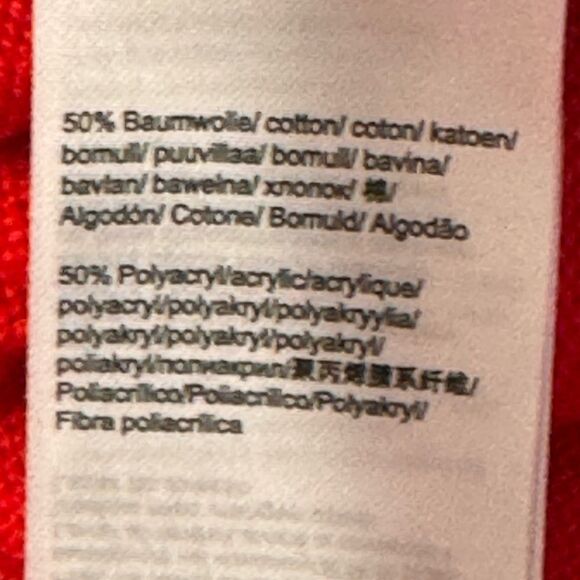 50% Baumwolle/ cotton/ coton/ katoen/
bomull/ puuvillaa/ bomull/ bavlna/
bavlan/ bawełna/ хлопок/ 棉/
Algodón/ Cotone/ Bomuld/ Algodão
50% Polyacryl/acrylic/acrylique/
polyacryl/polyakryl/polyakryylia/
polyakryl/polyakryl/polyakryl/
poliakryl/полиакрил/聚丙烯腈系纤维/
Poliacrílico/Poliacrilico/Polyakryl/
Fibra poliacrílica